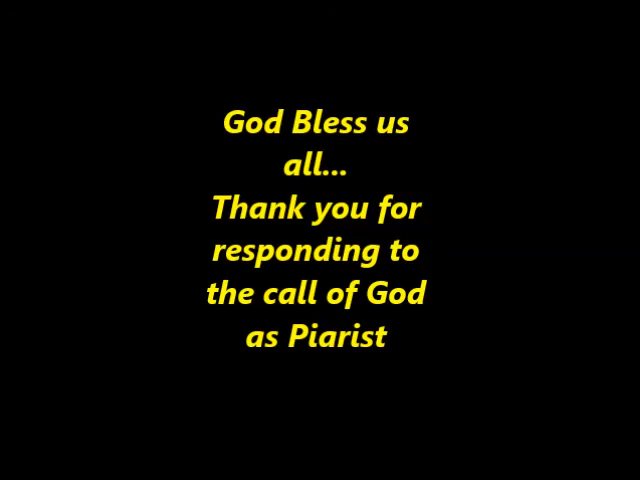 God Bless us
all...
Thank you for
responding to
the call of God
as Piarist